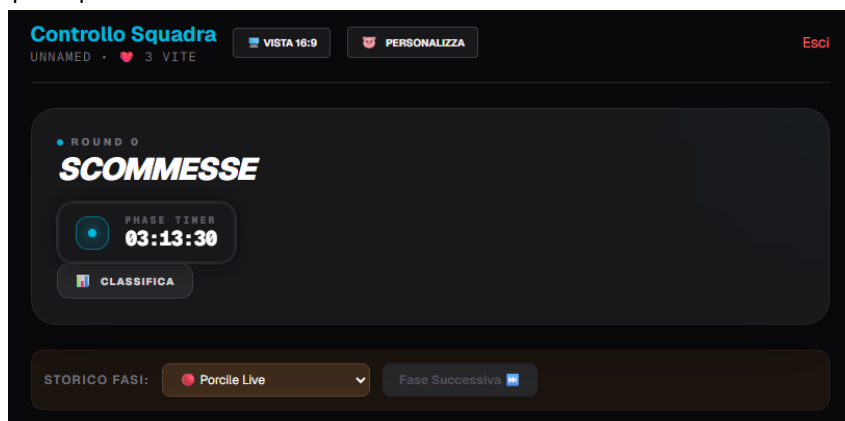 Controllo Squadra
UNNAMED • ❤️ 3 VITE
🖥️ VISTA 16:9
🐷 PERSONALIZZA
Esci
• ROUND 0
SCOMMESSE
PHASE TIMER
03:13:30
📊 CLASSIFICA
STORICO FASI:
🔴 Porcile Live
Fase Successiva ⏭️